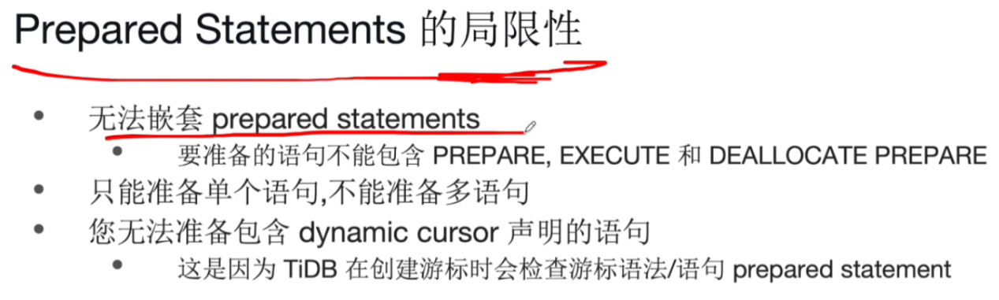 Prepared Statements 的局限性
• 无法嵌套 prepared statements
• 要准备的语句不能包含 PREPARE, EXECUTE 和 DEALLOCATE PREPARE
• 只能准备单个语句,不能准备多语句
• 您无法准备包含 dynamic cursor 声明的语句
• 这是因为 TiDB 在创建游标时会检查游标语法/语句 prepared statement